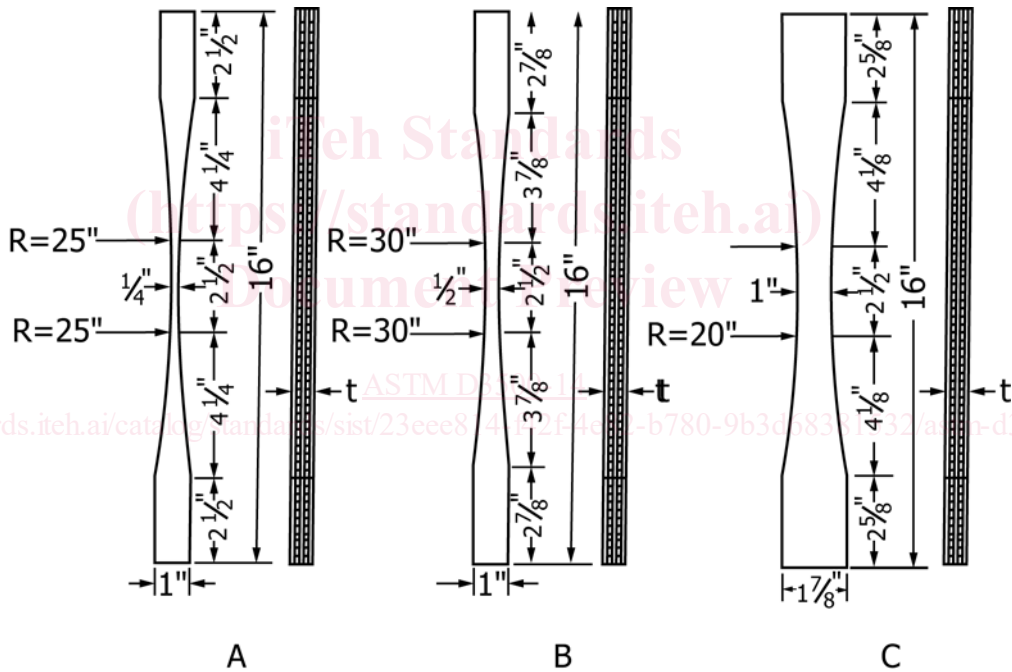 2 1/2"
4 1/4"
R=25"
1/4"
2 1/2"
16"
R=25"
4 1/4"
t
2 1/2"
1"
A
2 7/8"
3 7/8"
R=30"
1/2"
2 1/2"
16"
R=30"
3 7/8"
t
2 7/8"
1"
B
2 5/8"
4 1/8"
1"
2 1/2"
16"
R=20"
4 1/8"
t
2 5/8"
1 7/8"
C
iTeh Standards
(https://standards.iteh.ai)
Document Preview